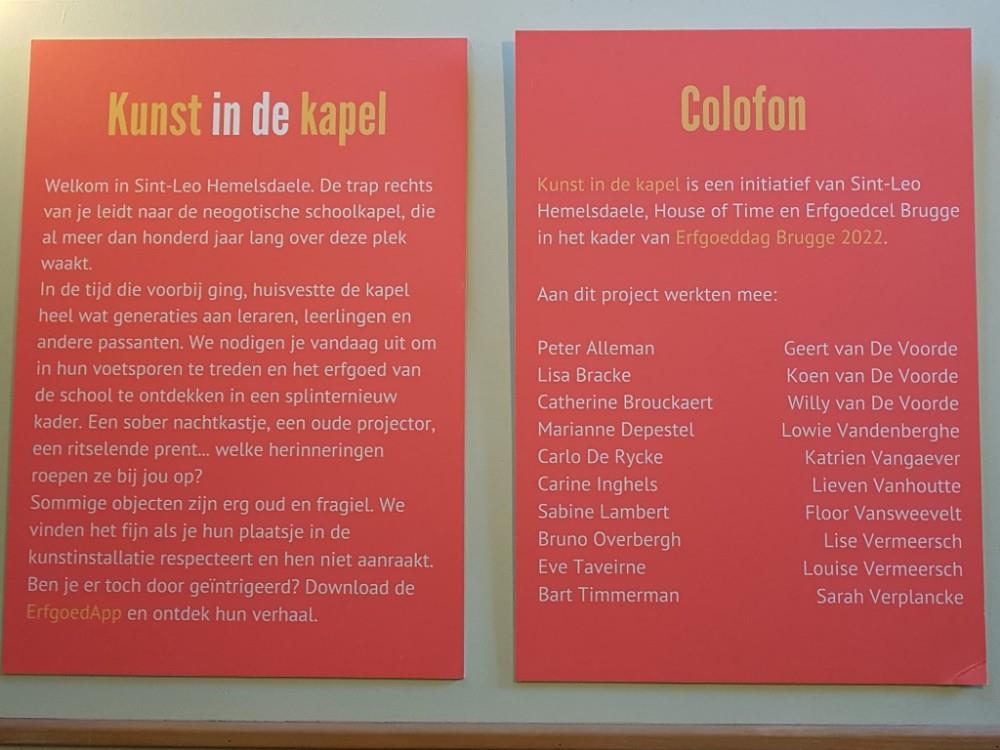 Kunst in de kapel
Welkom in Sint-Leo Hemelsdaele. De trap rechts
van je leidt naar de neogotische schoolkapel, die
al meer dan honderd jaar lang over deze plek
waakt.
In de tijd die voorbij ging, huisvestte de kapel
heel wat generaties aan leraren, leerlingen en
andere passanten. We nodigen je vandaag uit om
in hun voetsporen te treden en het erfgoed van
de school te ontdekken in een splinternieuw
kader. Een sober nachtkastje, een oude projector,
een ritselende prent... welke herinneringen
roepen ze bij jou op?
Sommige objecten zijn erg oud en fragiel. We
vinden het fijn als je hun plaatsje in de
kunstinstallatie respecteert en hen niet aanraakt.
Ben je er toch door geïntrigeerd? Download de
ErfgoedApp en ontdek hun verhaal.
Colofon
Kunst in de kapel is een initiatief van Sint-Leo
Hemelsdaele, House of Time en Erfgoedcel Brugge
in het kader van Erfgoeddag Brugge 2022.
Aan dit project werkten mee:
Peter Alleman
Lisa Bracke
Catherine Brouckaert
Marianne Depestel
Carlo De Rycke
Carine Inghels
Sabine Lambert
Bruno Overbergh
Eve Taveirne
Bart Timmerman
Geert van De Voorde
Koen van De Voorde
Willy van De Voorde
Lowie Vandenberghe
Katrien Vangaever
Lieven Vanhoutte
Floor Vansweevelt
Lise Vermeersch
Louise Vermeersch
Sarah Verplancke